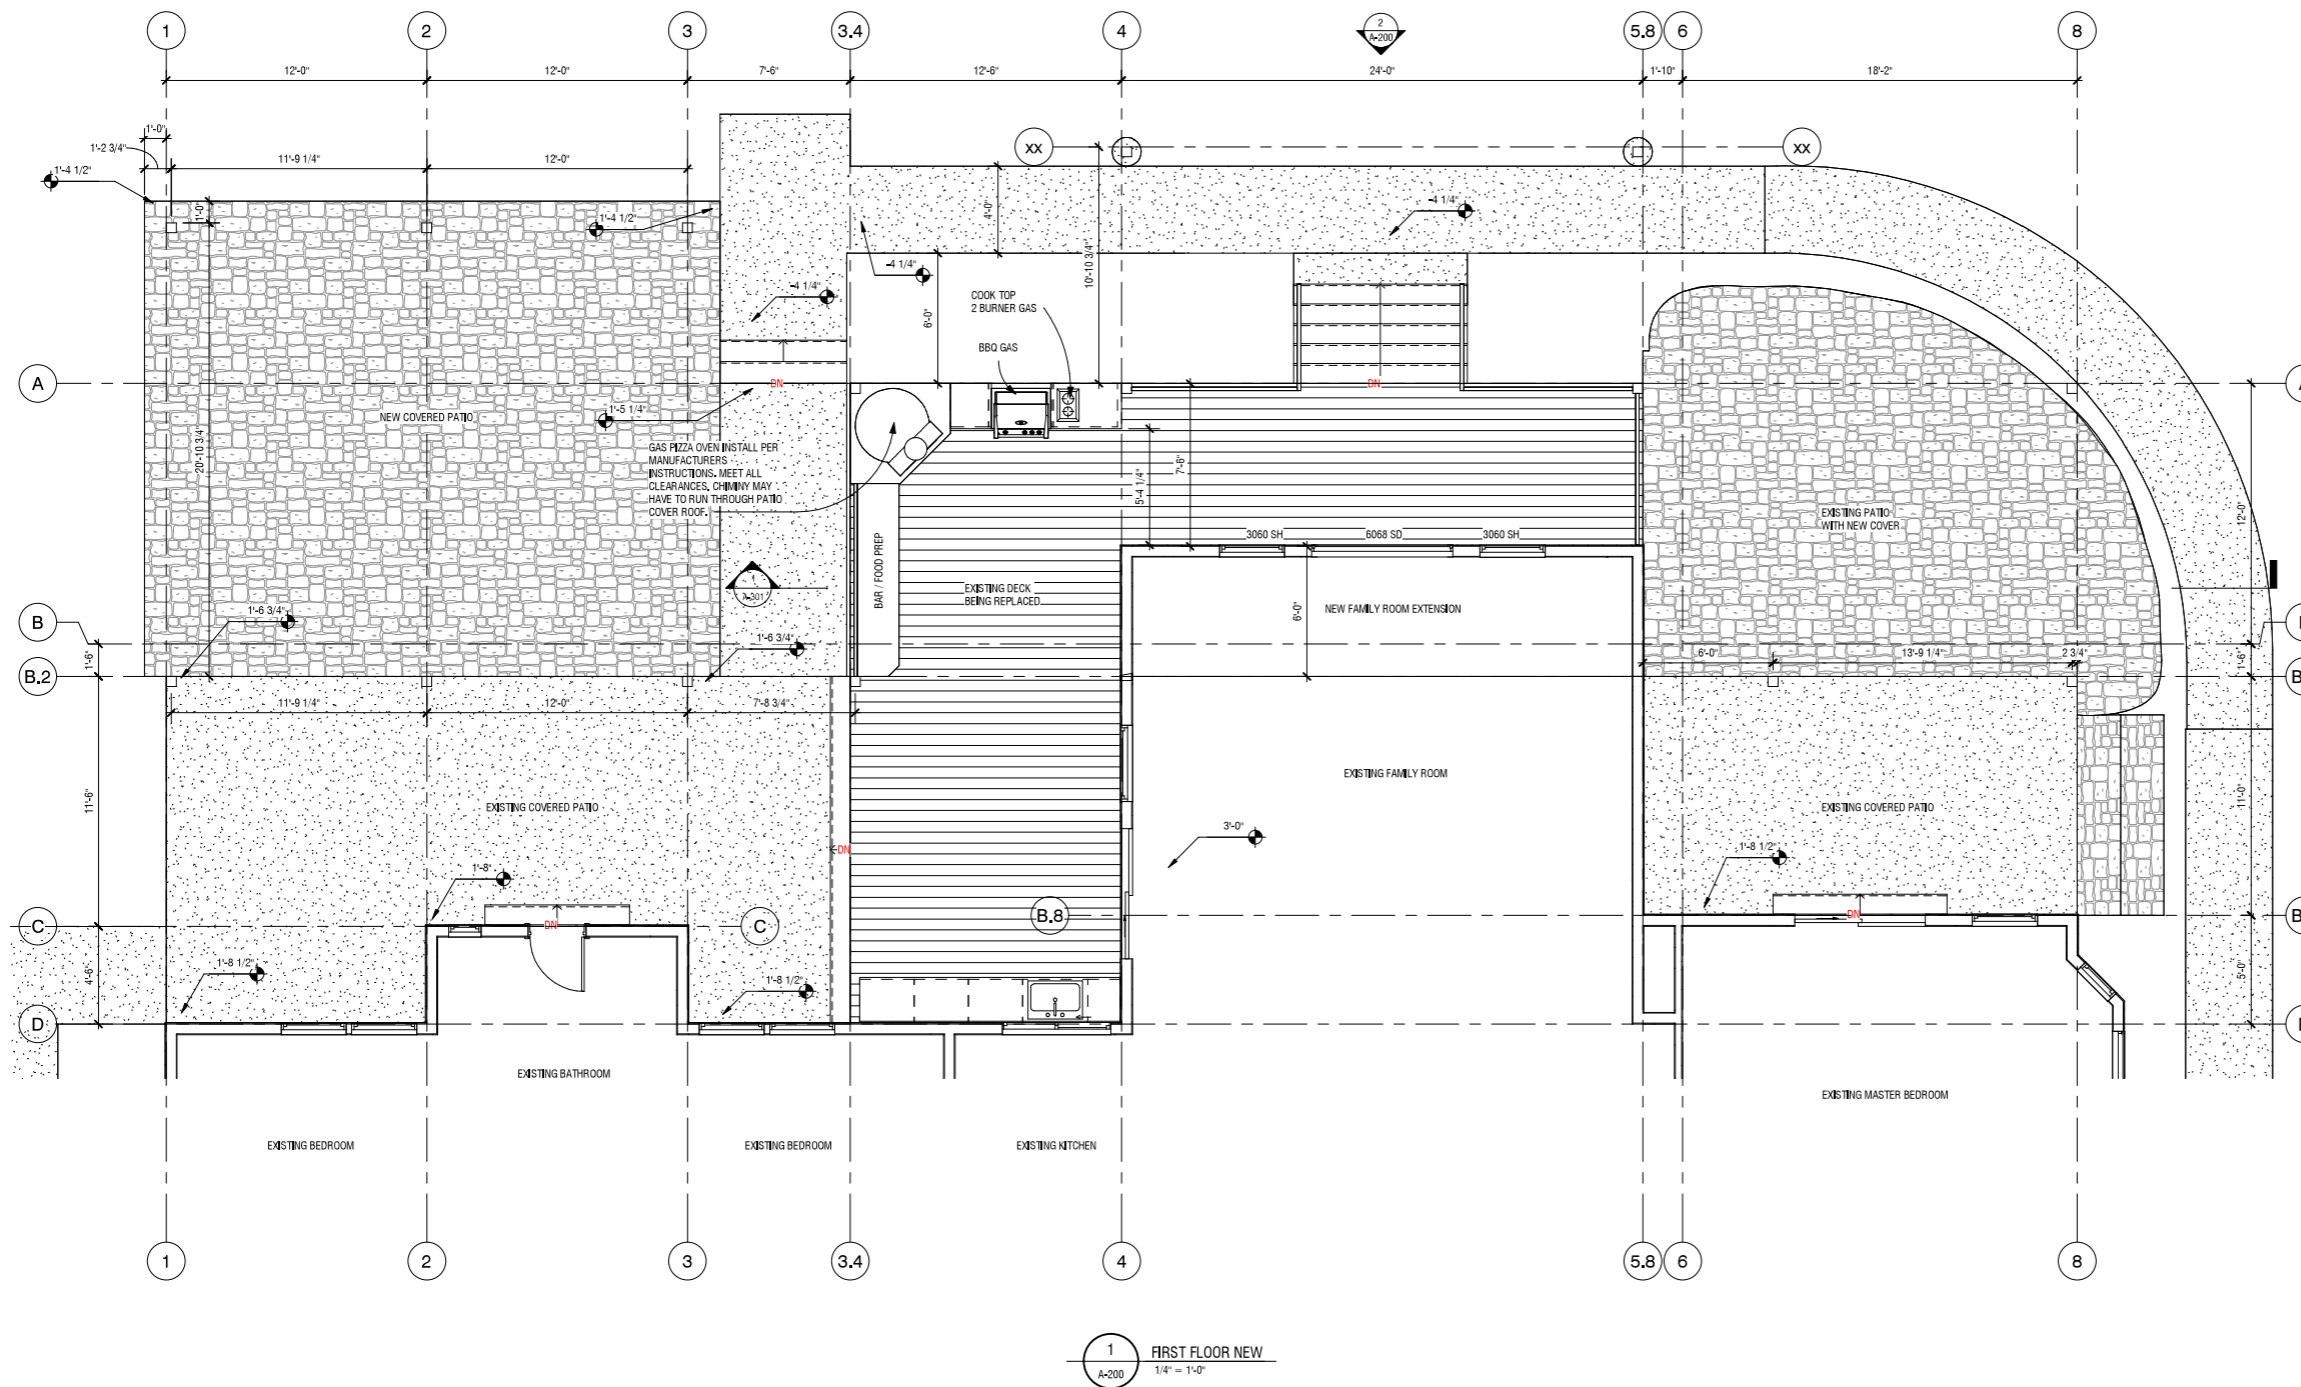 1 2 3 3.4 4 5.8 6 8
2
A-200
12'-0" 12'-0" 7'-6" 12'-6" 24'-0" 1'-10" 18'-2"
1'-0"
1'-2 3/4"
11'-9 1/4" 12'-0"
1'-4 1/2"
XX XX
1'-0"
1'-4 1/2"
4'-0"
-4 1/4"
10'-10 3/4"
-4 1/4"
-4 1/4"
6'-0"
COOK TOP
2 BURNER GAS
BBQ GAS
A
DN
DN
NEW COVERED PATIO
1'-5 1/4"
20'-10 3/4"
GAS PIZZA OVEN INSTALL PER
MANUFACTURERS
INSTRUCTIONS. MEET ALL
CLEARANCES. CHIMINY MAY
HAVE TO RUN THROUGH PATIO
COVER ROOF.
5'-4 1/4"
7'-6"
EXISTING PATIO
WITH NEW COVER
12'-0"
3060 SH 6068 SD 3060 SH
BAR / FOOD PREP
1
A-301
EXISTING DECK
BEING REPLACED
NEW FAMILY ROOM EXTENSION
6'-0"
B
1'-6 3/4"
1'-6 3/4"
1'-6"
6'-0" 13'-9 1/4" 2 3/4"
1'-6"
B.2
11'-9 1/4" 12'-0" 7'-8 3/4"
EXISTING FAMILY ROOM
11'-6"
EXISTING COVERED PATIO
EXISTING COVERED PATIO
11'-0"
3'-0"
DN
1'-8 1/2"
1'-8"
B.8
DN
C
DN
C
4'-6"
1'-8 1/2"
1'-8 1/2"
5'-0"
D
EXISTING BATHROOM
EXISTING MASTER BEDROOM
EXISTING BEDROOM
EXISTING BEDROOM
EXISTING KITCHEN
1 2 3 3.4 4 5.8 6 8
1
A-200
FIRST FLOOR NEW
1/4" = 1'-0"